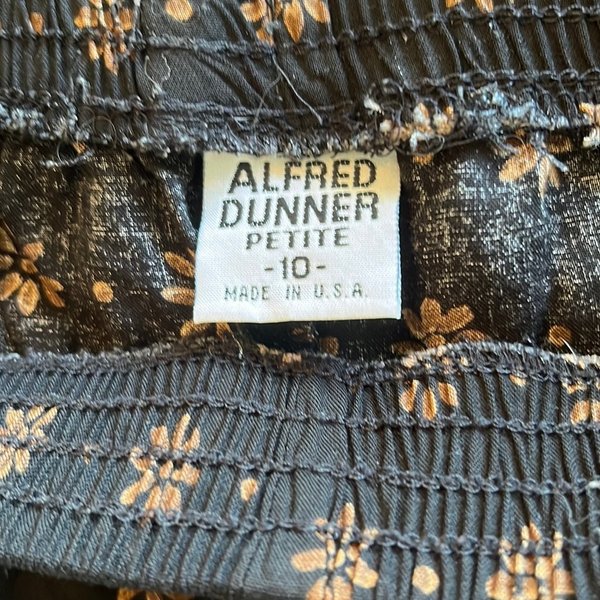 ALFRED
DUNNER
PETITE
-10-
MADE IN U.S.A.